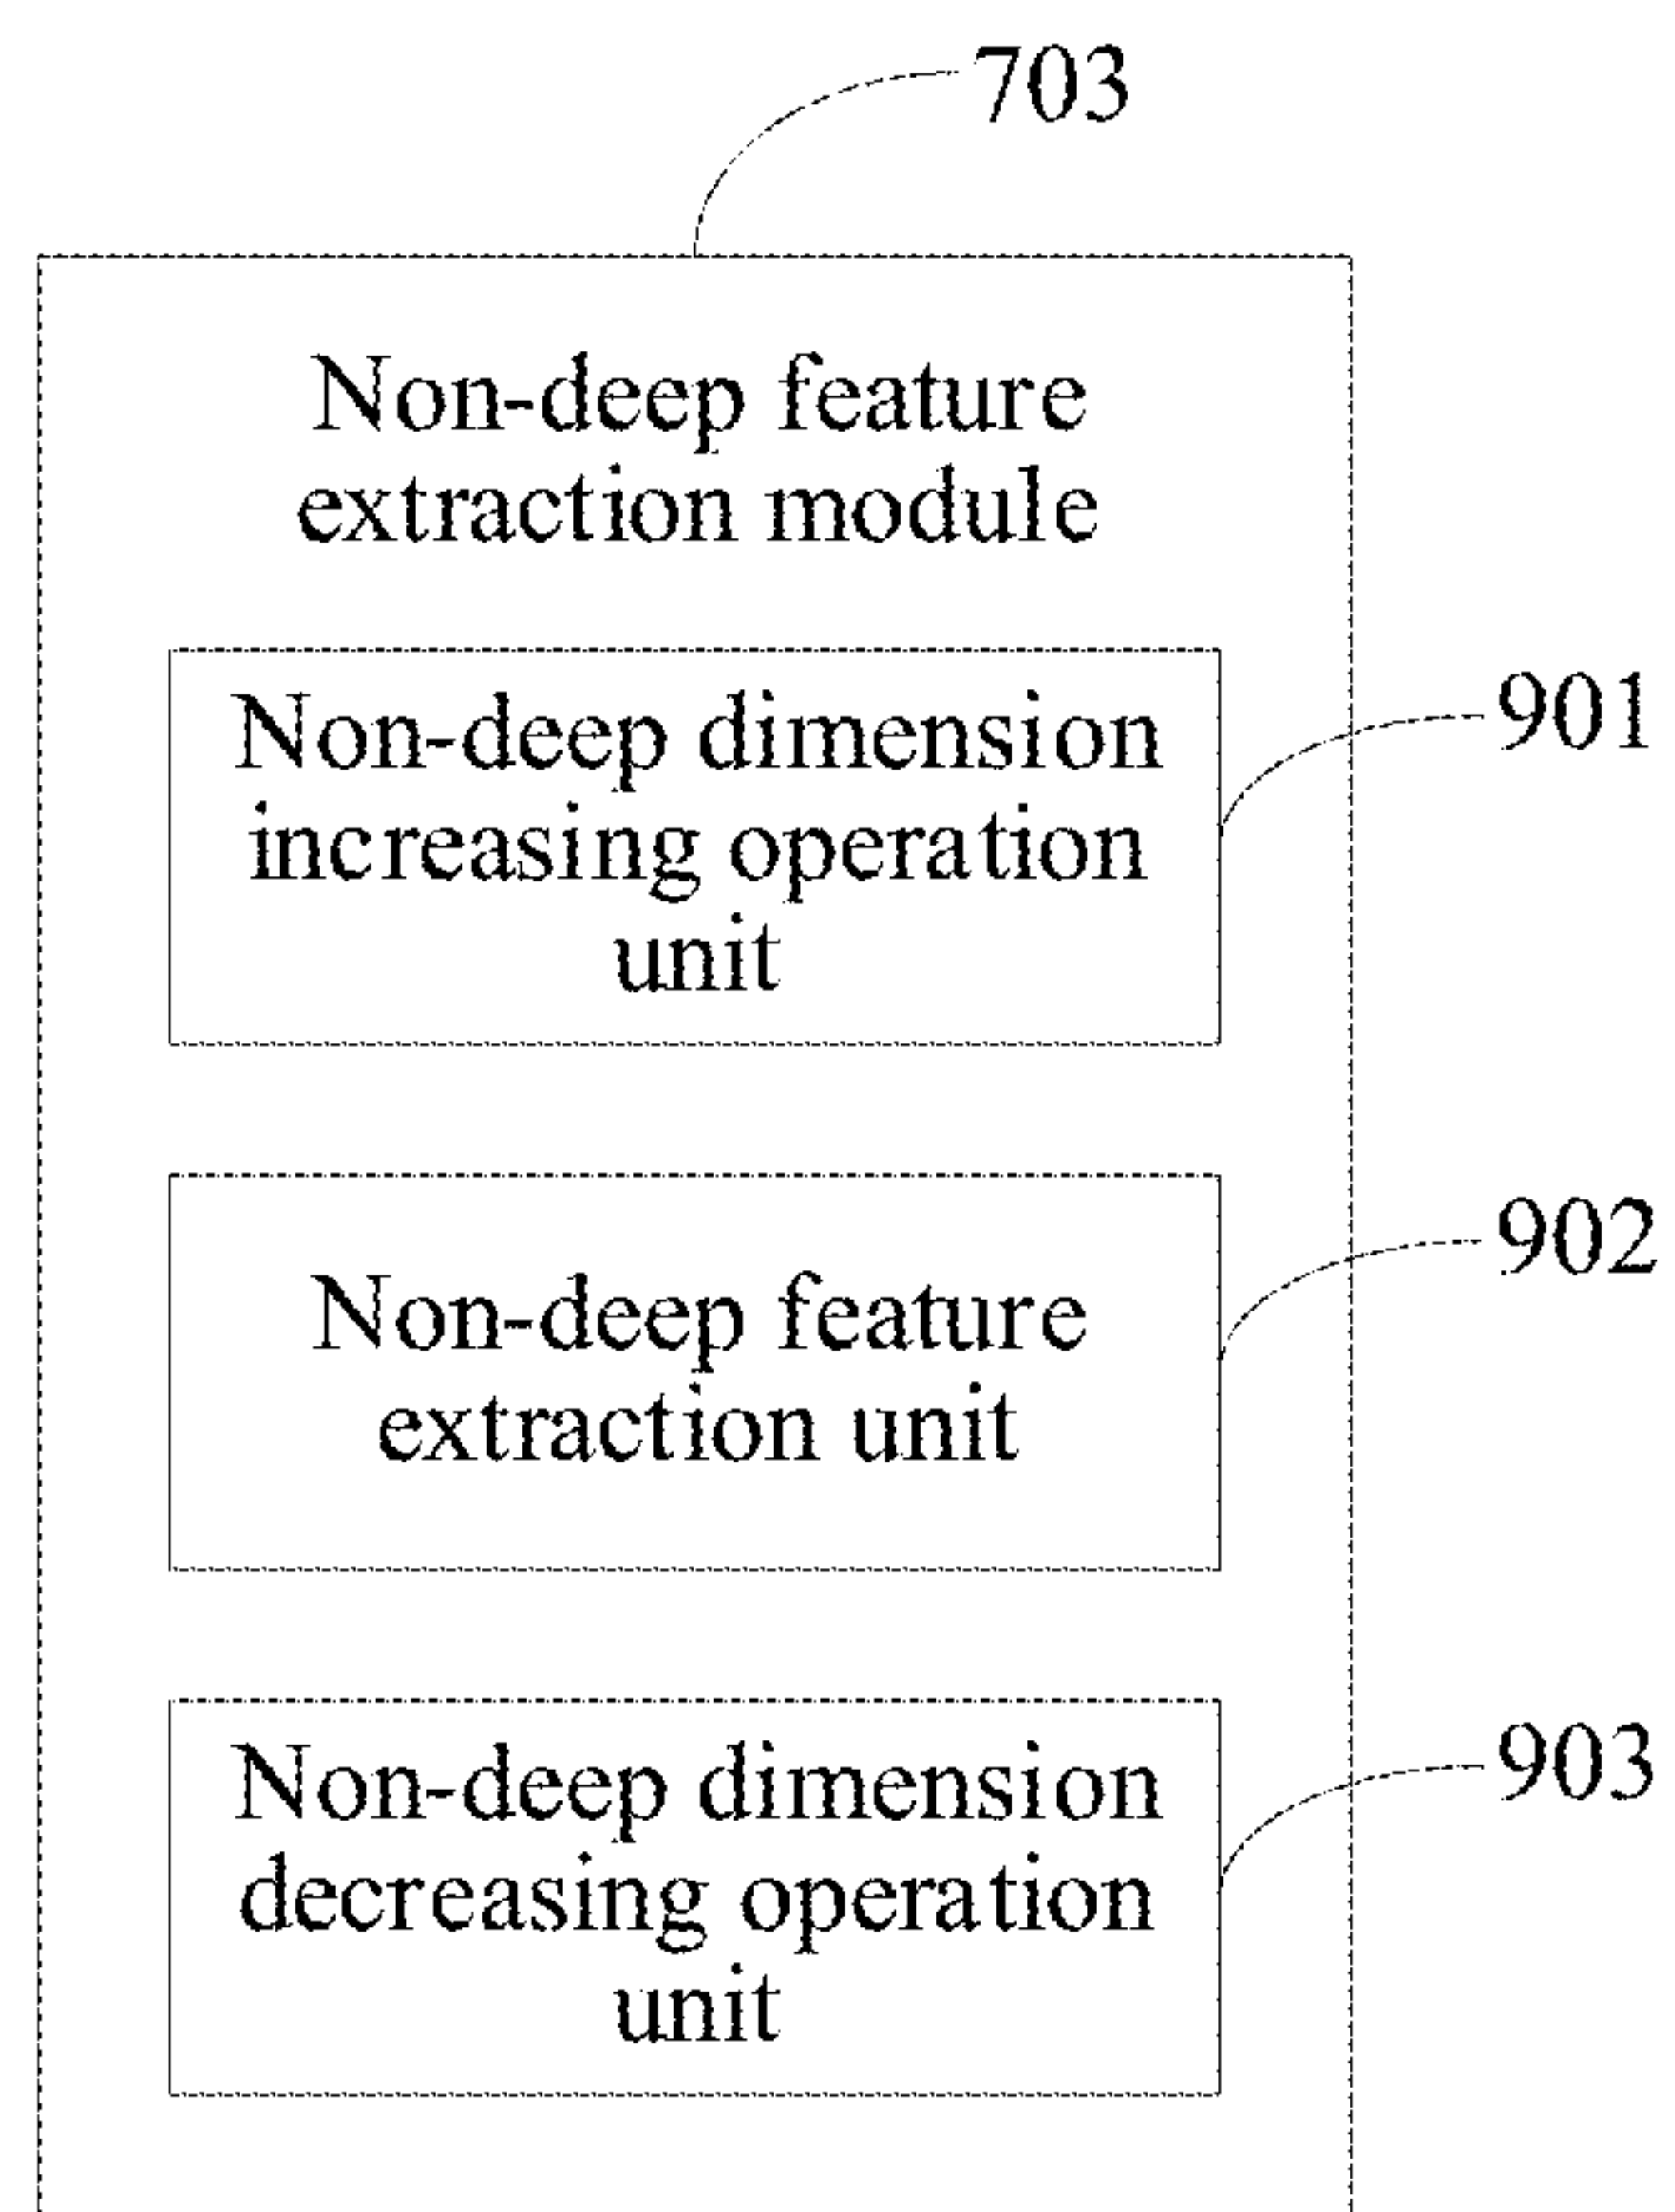 703
Non-deep feature
extraction module
Non-deep dimension
increasing operation
unit
901
Non-deep feature
extraction unit
902
Non-deep dimension
decreasing operation
unit
903